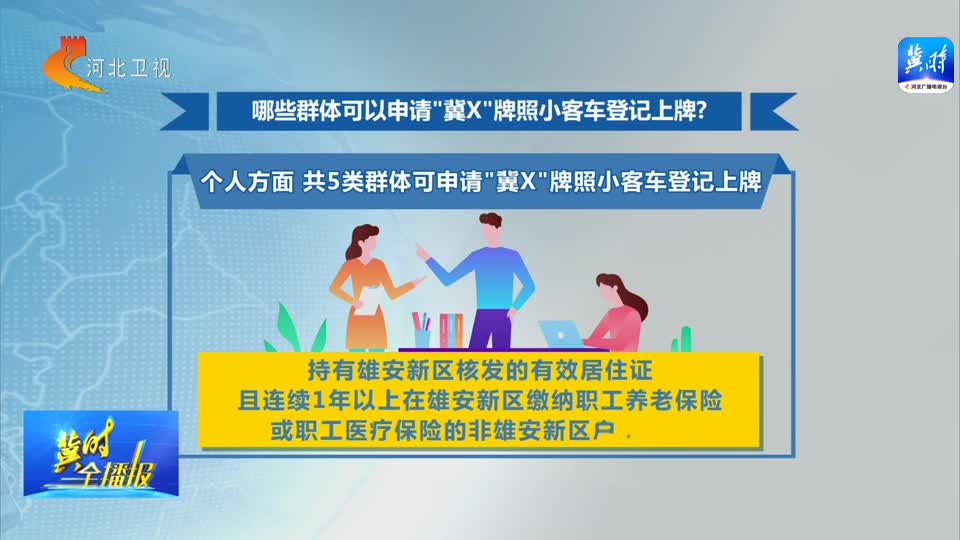 河北卫视
冀时
河北广播电视台
哪些群体可以申请"冀X"牌照小客车登记上牌?
个人方面 共5类群体可申请"冀X"牌照小客车登记上牌
持有雄安新区核发的有效居住证
且连续1年以上在雄安新区缴纳职工养老保险
或职工医疗保险的非雄安新区户
冀时
全播报